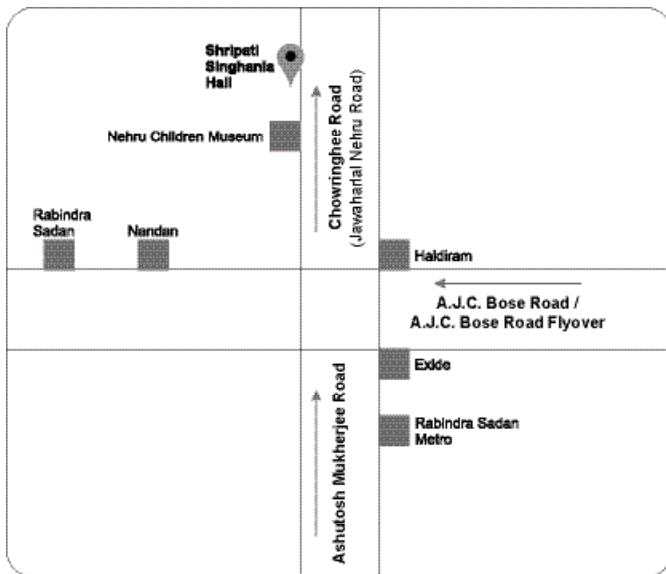 Shripati
Singhania
Hall
Chowringhee Road
(Jawaharlal Nehru Road)
Nehru Children Museum
Rabindra
Sadan
Nandan
Haldiram
A.J.C. Bose Road /
A.J.C. Bose Road Flyover
Exide
Ashutosh Mukherjee Road
Rabindra Sadan
Metro